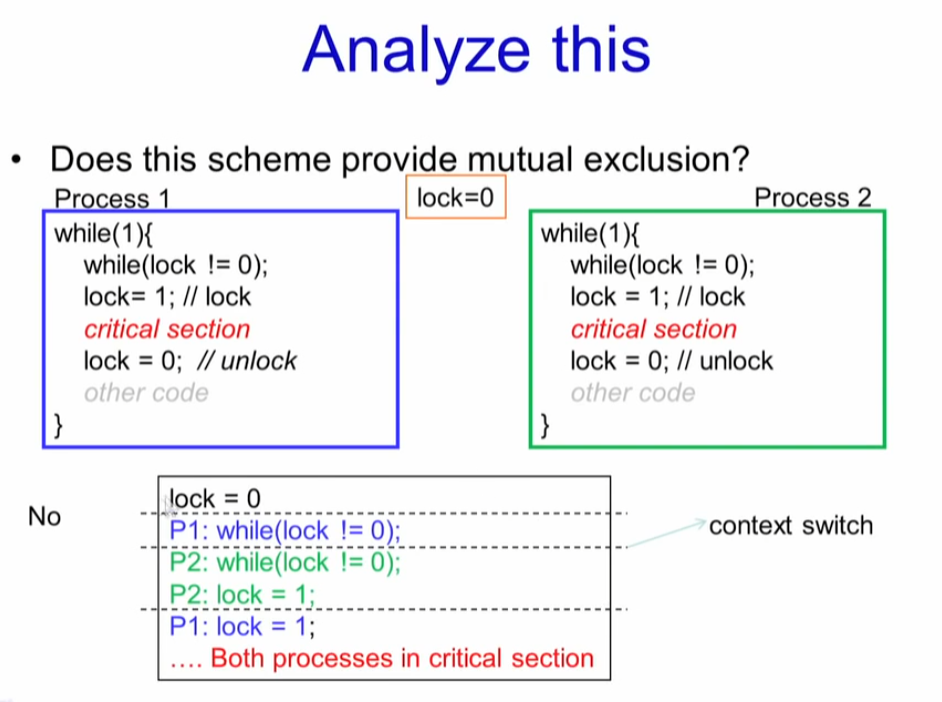 Analyze this
• Does this scheme provide mutual exclusion?
Process 1
lock=0
Process 2
while(1){
while(lock != 0);
lock= 1; // lock
critical section
lock = 0; // unlock
other code
}
while(1){
while(lock != 0);
lock = 1; // lock
critical section
lock = 0; // unlock
other code
}
No
lock = 0
P1: while(lock != 0);
context switch
P2: while(lock != 0);
P2: lock = 1;
P1: lock = 1;
.... Both processes in critical section